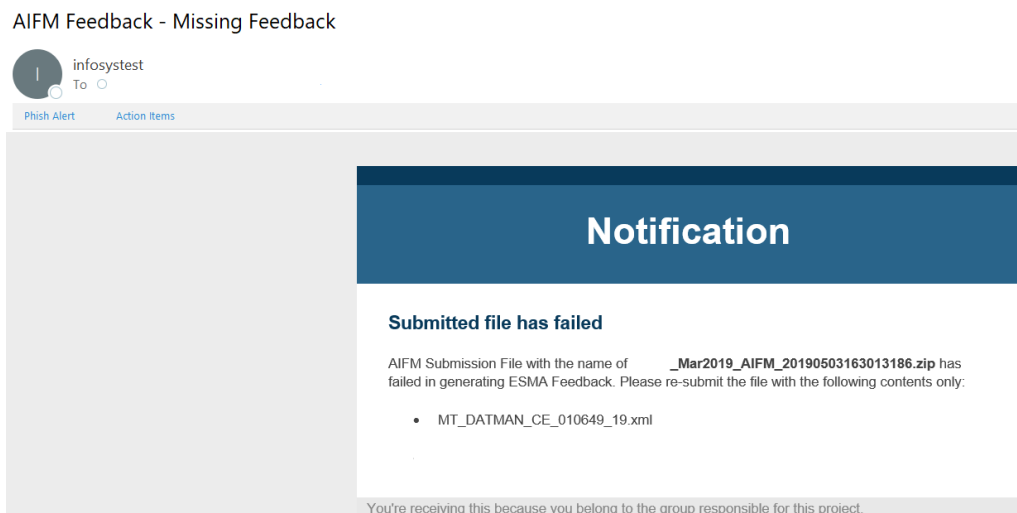 AIFM Feedback - Missing Feedback
I
infosystest
To
Phish Alert Action Items
Notification
Submitted file has failed
AIFM Submission File with the name of _Mar2019_AIFM_20190503163013186.zip has
failed in generating ESMA Feedback. Please re-submit the file with the following contents only:
• MT_DATMAN_CE_010649_19.xml
You're receiving this because you belong to the group responsible for this project.